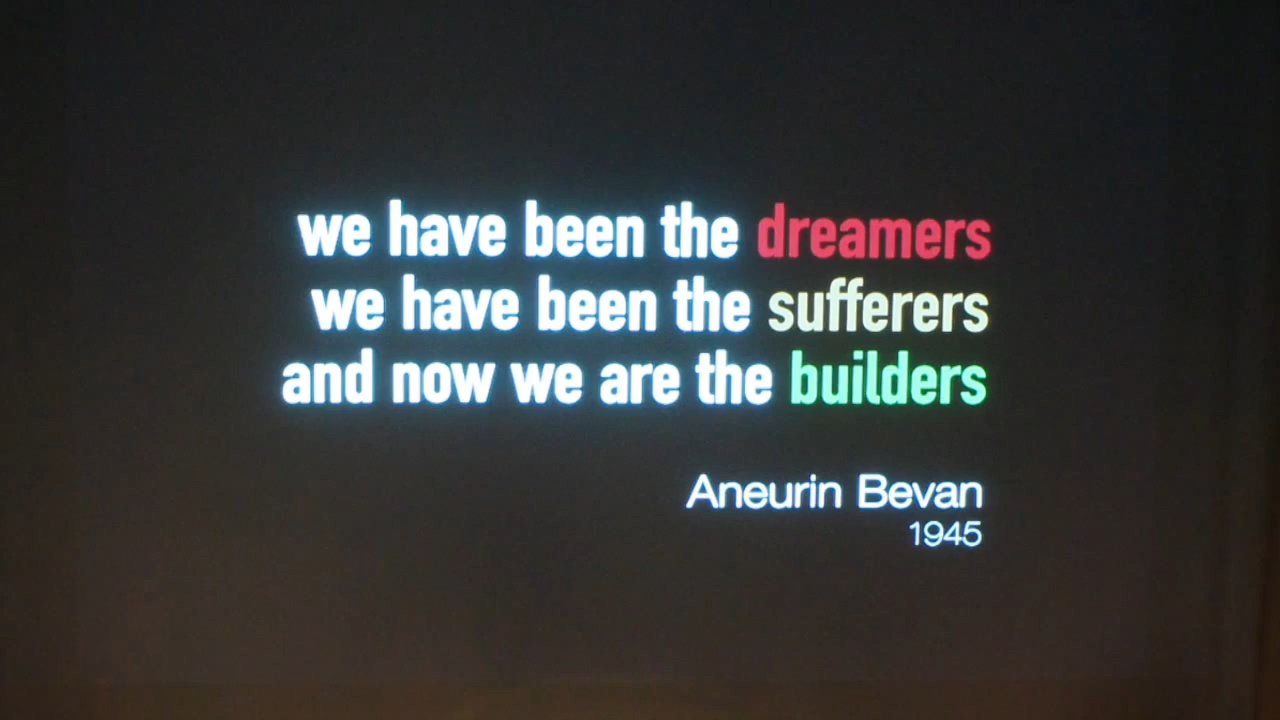 we have been the dreamers
we have been the sufferers
and now we are the builders
Aneurin Bevan
1945